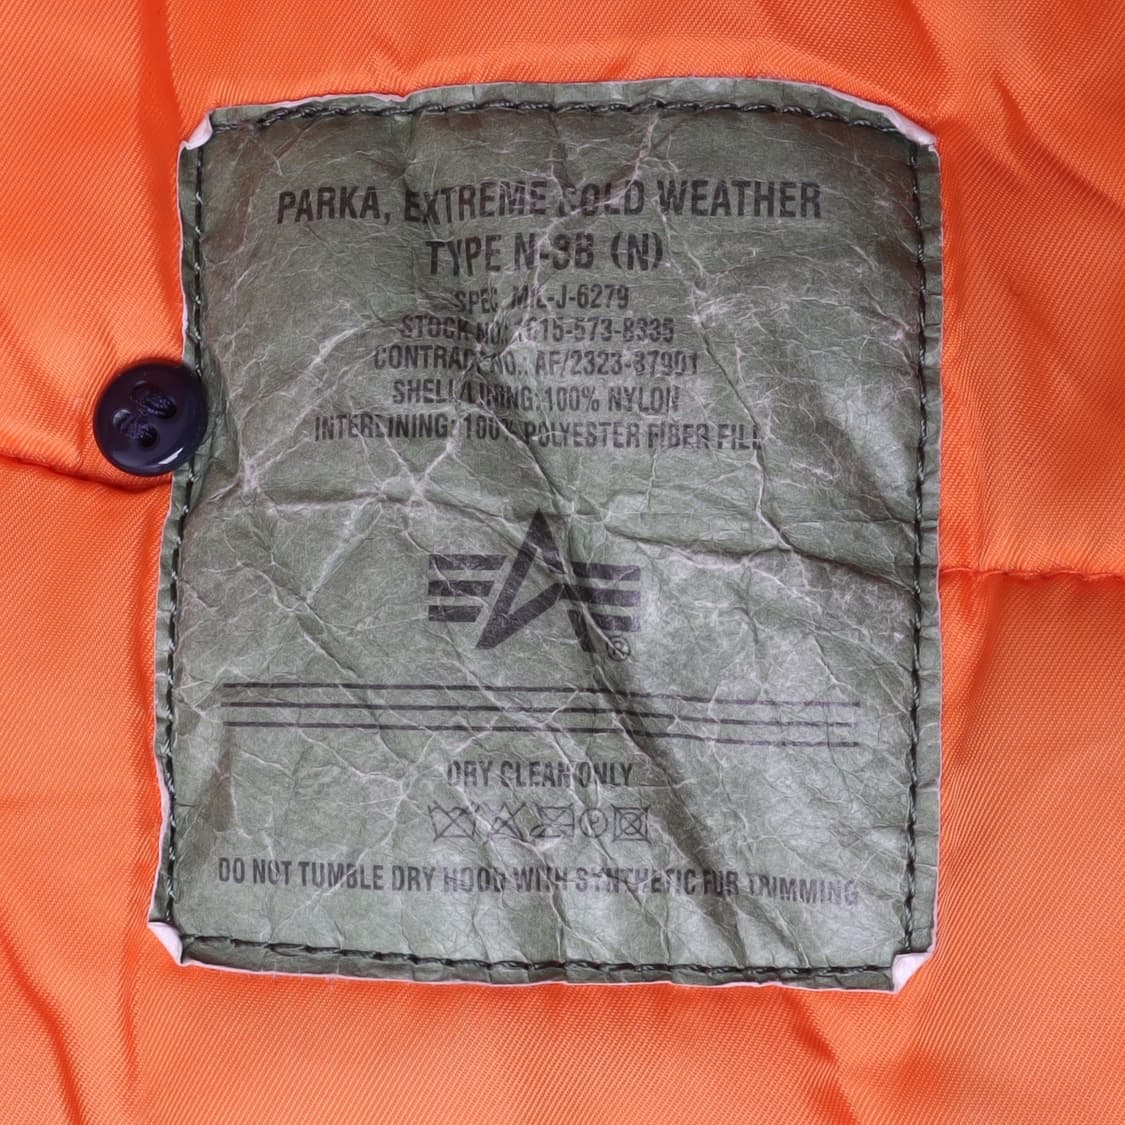 PARKA, EXTREME COLD WEATHER
TYPE N-3B (N)
SPEC. MIL-J-6279
STOCK NO. 1615-573-8335
CONTRACT NO.: AF/2323-37901
SHELL/LINING: 100% NYLON
INTERLINING: 100% POLYESTER FIBER FILL
®
DRY CLEAN ONLY
P
DO NOT TUMBLE DRY HOOD WITH SYNTHETIC FUR TRIMMING